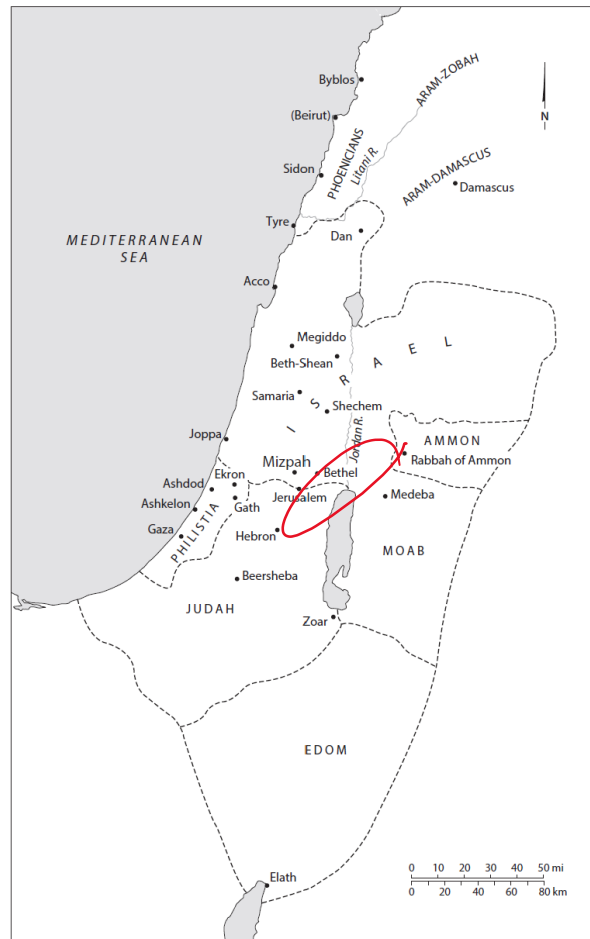 Byblos
ARAM-ZOBAH
(Beirut)
N
PHOENICIANS
Litani R.
Sidon
ARAM-DAMASCUS
Damascus
Tyre
Dan
MEDITERRANEAN
SEA
Acco
Megiddo
Beth-Shean
ISRAEL
Samaria
Shechem
Jordan R.
Joppa
AMMON
Mizpah
Bethel
Rabbah of Ammon
Ekron
Ashdod
Jerusalem
Medeba
Ashkelon
Gath
Gaza
PHILISTIA
Hebron
MOAB
Beersheba
JUDAH
Zoar
EDOM
Elath
0 10 20 30 40 50 mi
0 20 40 60 80 km